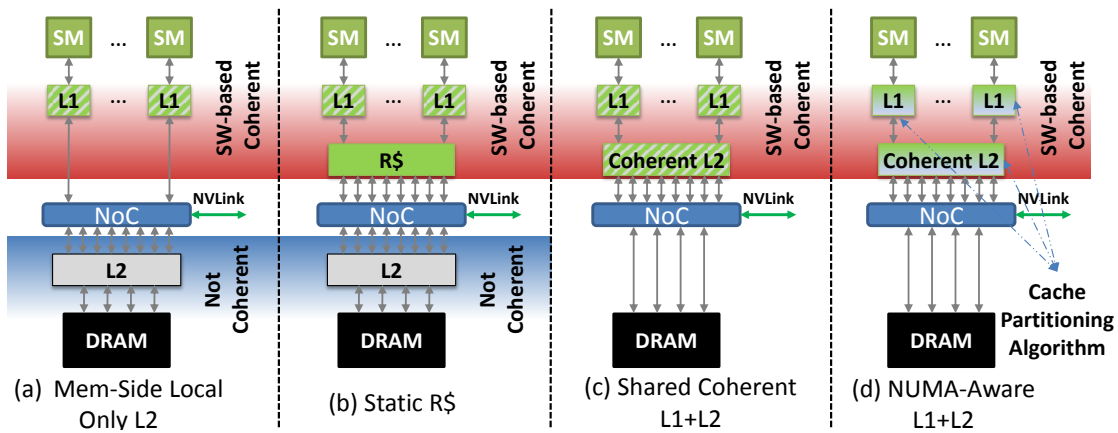 SM ... SM
L1 ... L1
SW-based
Coherent
NoC
NVLink
L2
Not
Coherent
DRAM
(a) Mem-Side Local
Only L2
SM ... SM
L1 ... L1
R$
SW-based
Coherent
NoC
NVLink
L2
Not
Coherent
DRAM
(b) Static R$
SM ... SM
L1 ... L1
Coherent L2
SW-based
Coherent
NoC
NVLink
DRAM
(c) Shared Coherent
L1+L2
SM ... SM
L1 ... L1
Coherent L2
SW-based
Coherent
NoC
NVLink
DRAM
Cache
Partitioning
Algorithm
(d) NUMA-Aware
L1+L2